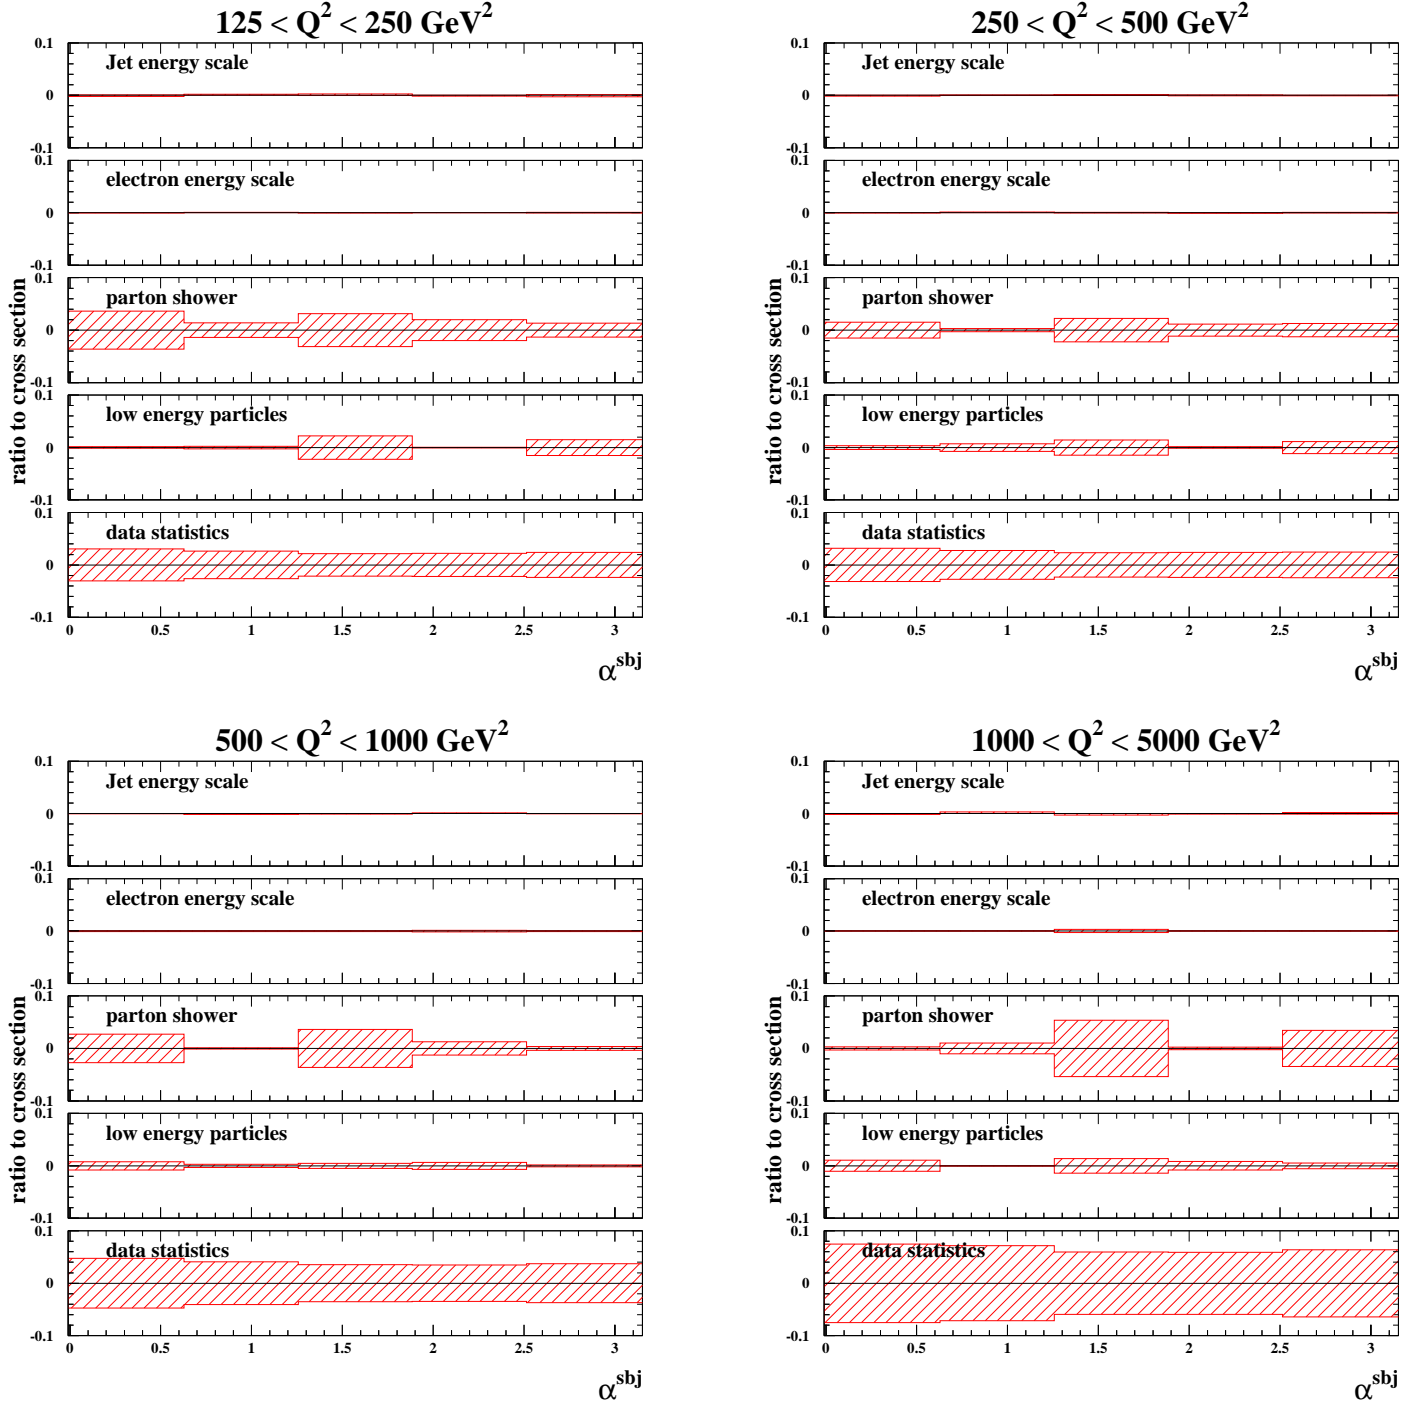 125 < Q² < 250 GeV²
0.1
Jet energy scale
0
-0.1
0.1
electron energy scale
0
-0.1
0.1
parton shower
0
-0.1
0.1
low energy particles
0
-0.1
0.1
data statistics
0
-0.1
0 0.5 1 1.5 2 2.5 3
α^sbj
ratio to cross section
250 < Q² < 500 GeV²
0.1
Jet energy scale
0
-0.1
0.1
electron energy scale
0
-0.1
0.1
parton shower
0
-0.1
0.1
low energy particles
0
-0.1
0.1
data statistics
0
-0.1
0 0.5 1 1.5 2 2.5 3
α^sbj
ratio to cross section
500 < Q² < 1000 GeV²
0.1
Jet energy scale
0
-0.1
0.1
electron energy scale
0
-0.1
0.1
parton shower
0
-0.1
0.1
low energy particles
0
-0.1
0.1
data statistics
0
-0.1
0 0.5 1 1.5 2 2.5 3
α^sbj
ratio to cross section
1000 < Q² < 5000 GeV²
0.1
Jet energy scale
0
-0.1
0.1
electron energy scale
0
-0.1
0.1
parton shower
0
-0.1
0.1
low energy particles
0
-0.1
0.1
data statistics
0
-0.1
0 0.5 1 1.5 2 2.5 3
α^sbj
ratio to cross section